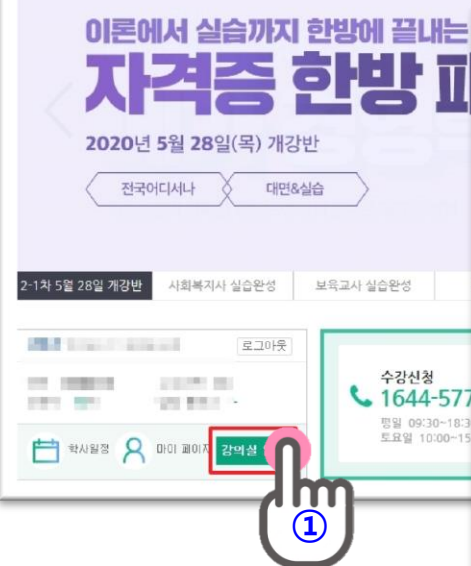 이론에서 실습까지 한방에 끝내는
자격증 한방
2020년 5월 28일(목) 개강반
전국어디서나 대면&실습
2-1차 5월 28일 개강반 사회복지사 실습완성 보육교사 실습완성
로그아웃
수강신청
1644-577
평일 09:30~18:3
토요일 10:00~15
학사일정 마이 페이지 강의실
①